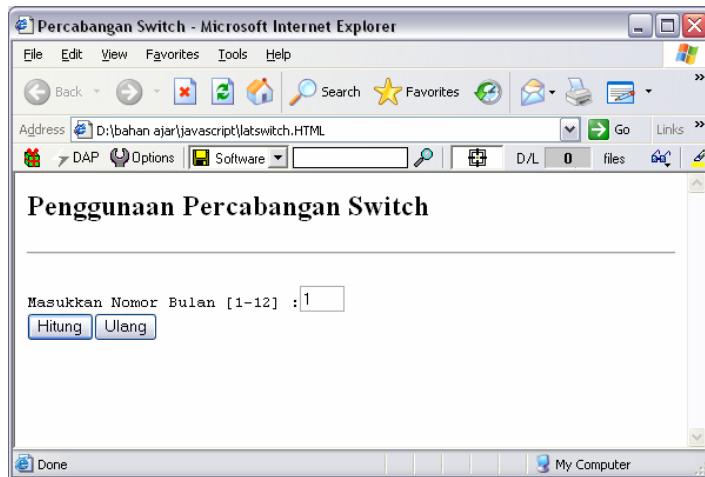 Percabangan Switch - Microsoft Internet Explorer
File Edit View Favorites Tools Help
Back Search Favorites »
Address D:\bahan ajar\javascript\latswitch.HTML Go Links »
DAP Options Software D/L 0 files
Penggunaan Percabangan Switch
Masukkan Nomor Bulan [1-12] :1
Hitung Ulang
Done My Computer